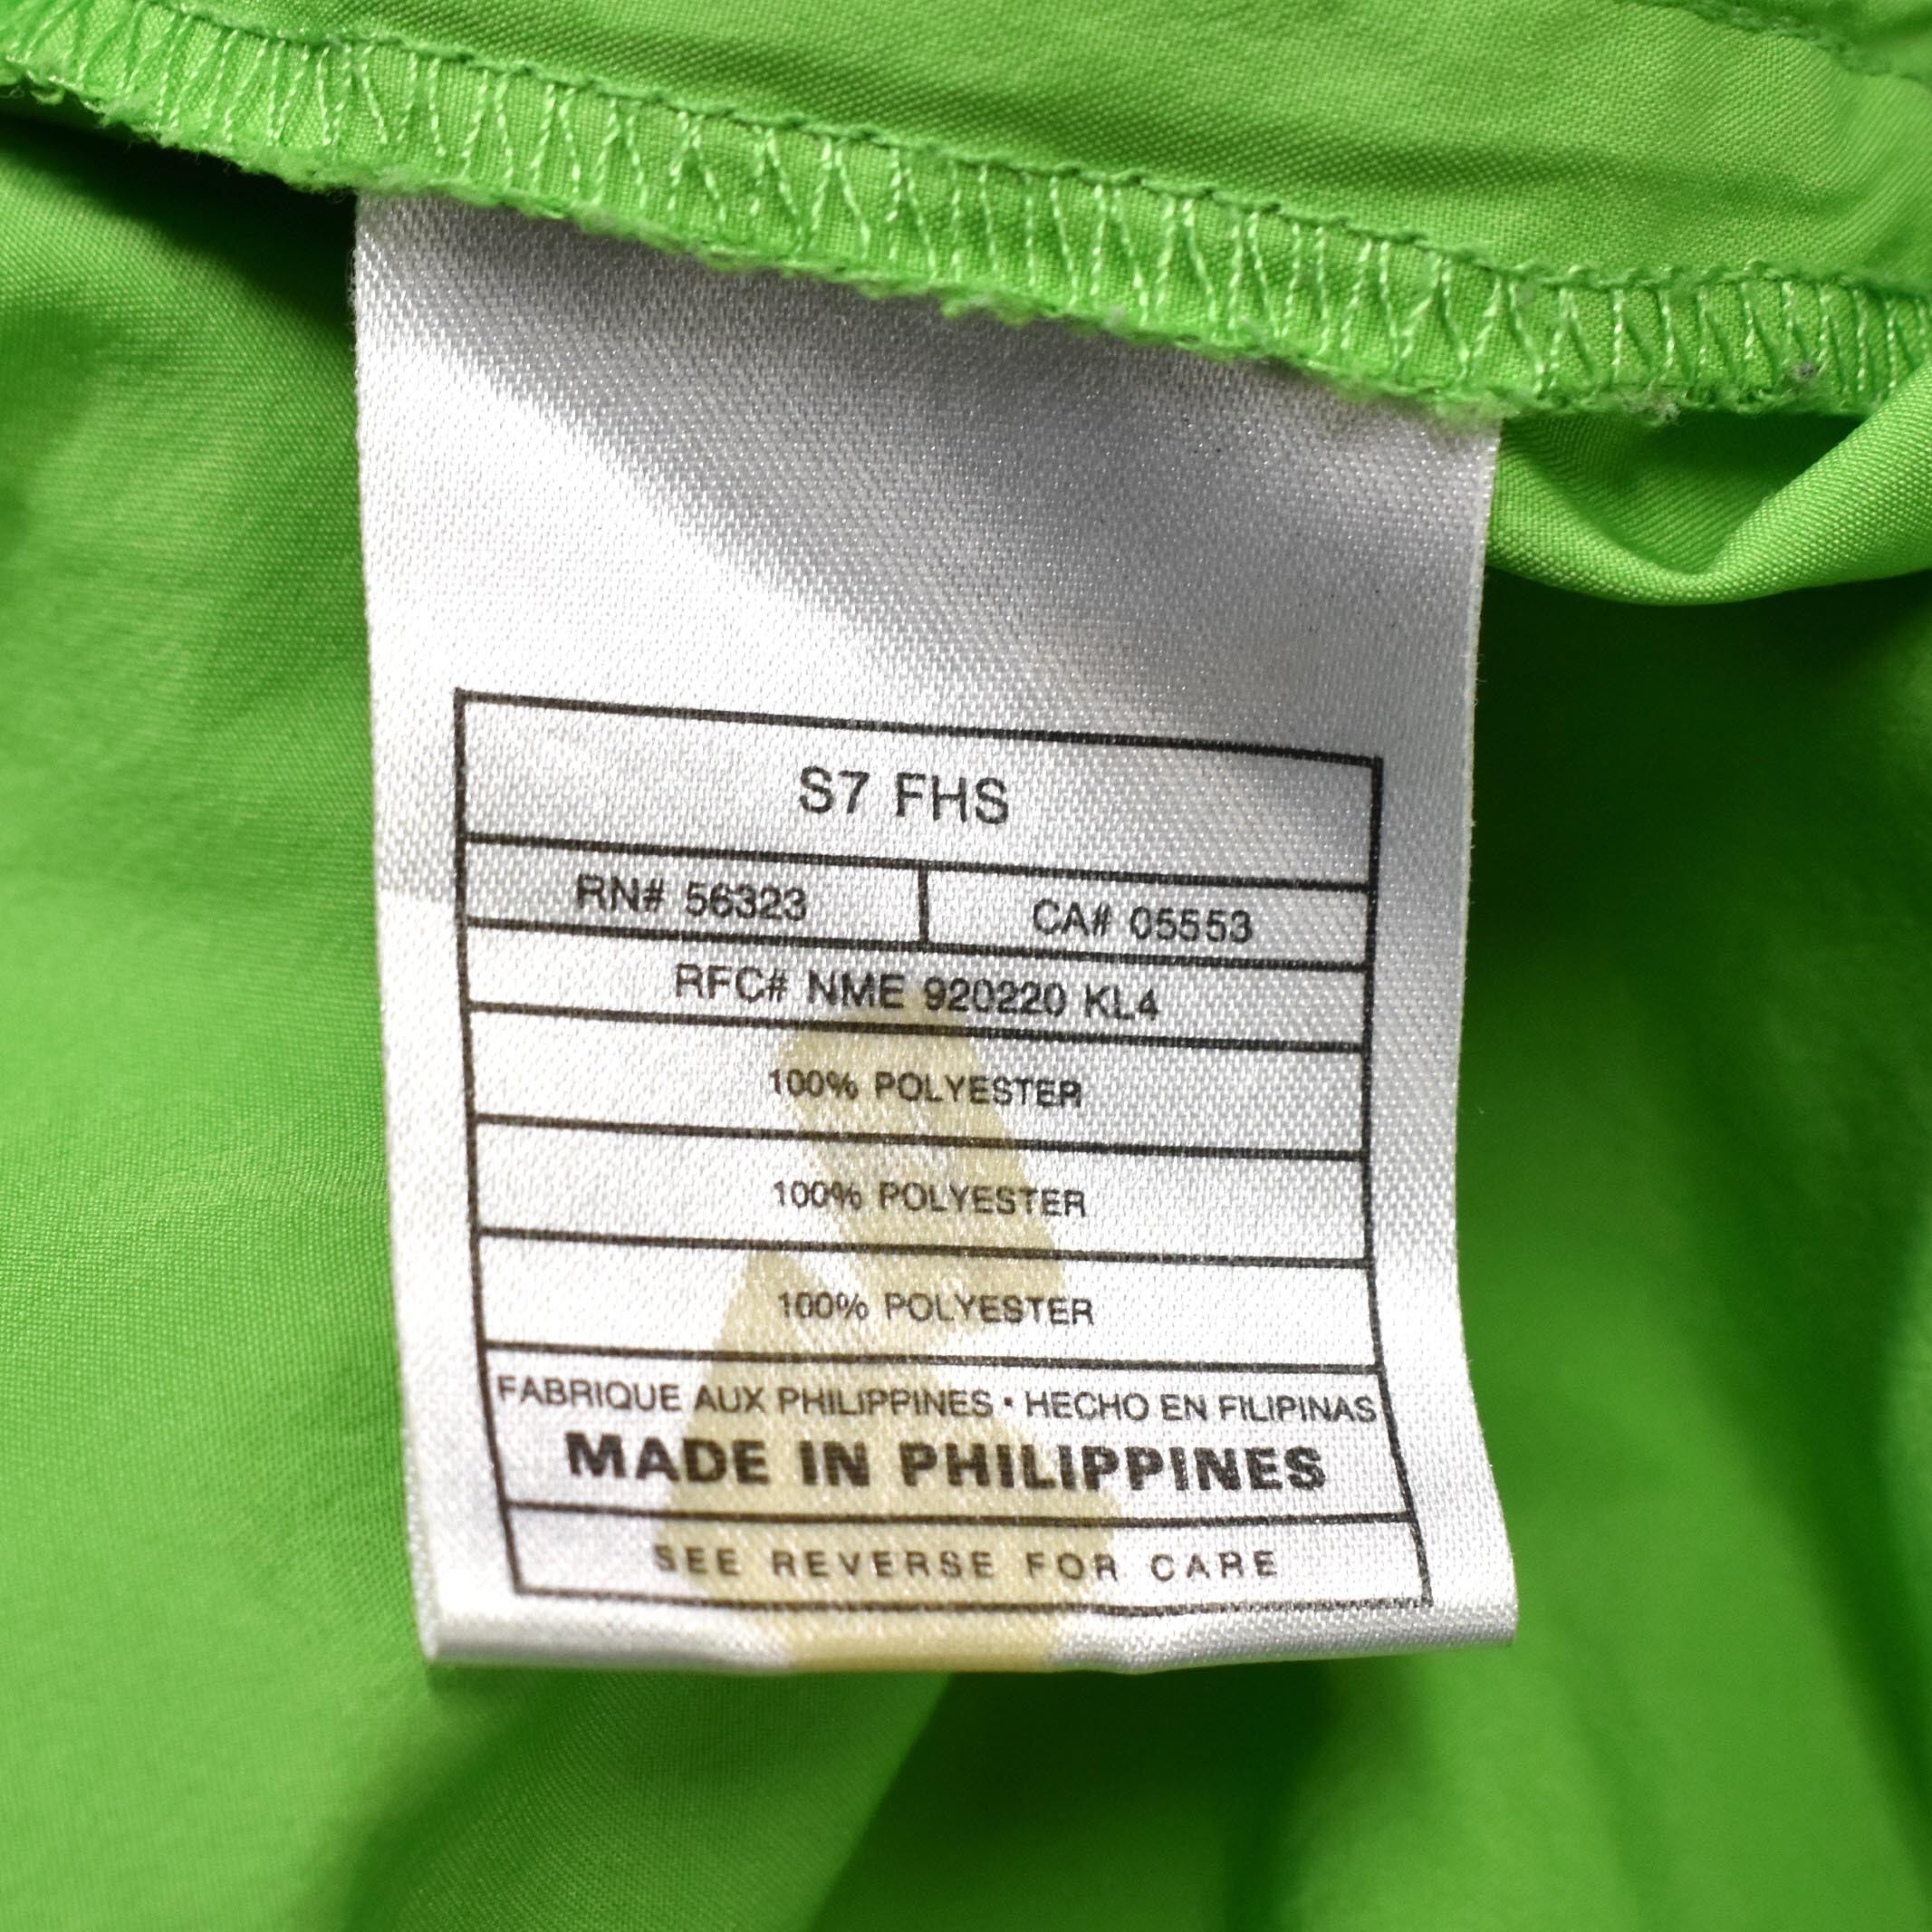 S7 FHS
RN# 56323 CA# 05553
RFC# NME 920220 KL4
100% POLYESTER
100% POLYESTER
100% POLYESTER
FABRIQUE AUX PHILIPPINES • HECHO EN FILIPINAS
MADE IN PHILIPPINES
SEE REVERSE FOR CARE